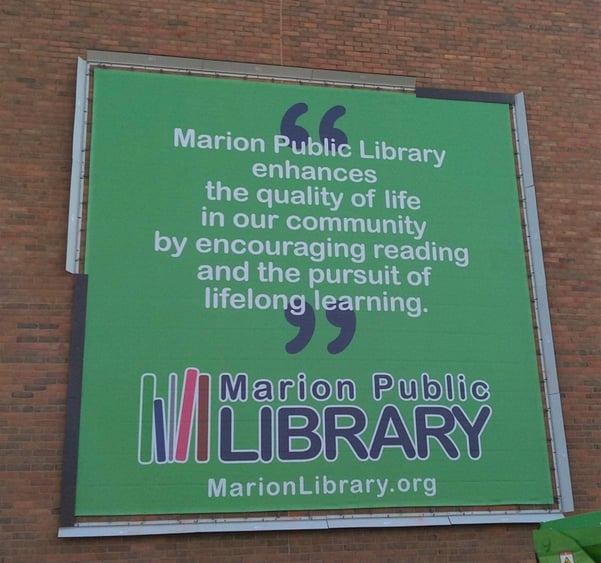 “
Marion Public Library
enhances
the quality of life
in our community
by encouraging reading
and the pursuit of
lifelong learning.
”
Marion Public
LIBRARY
MarionLibrary.org